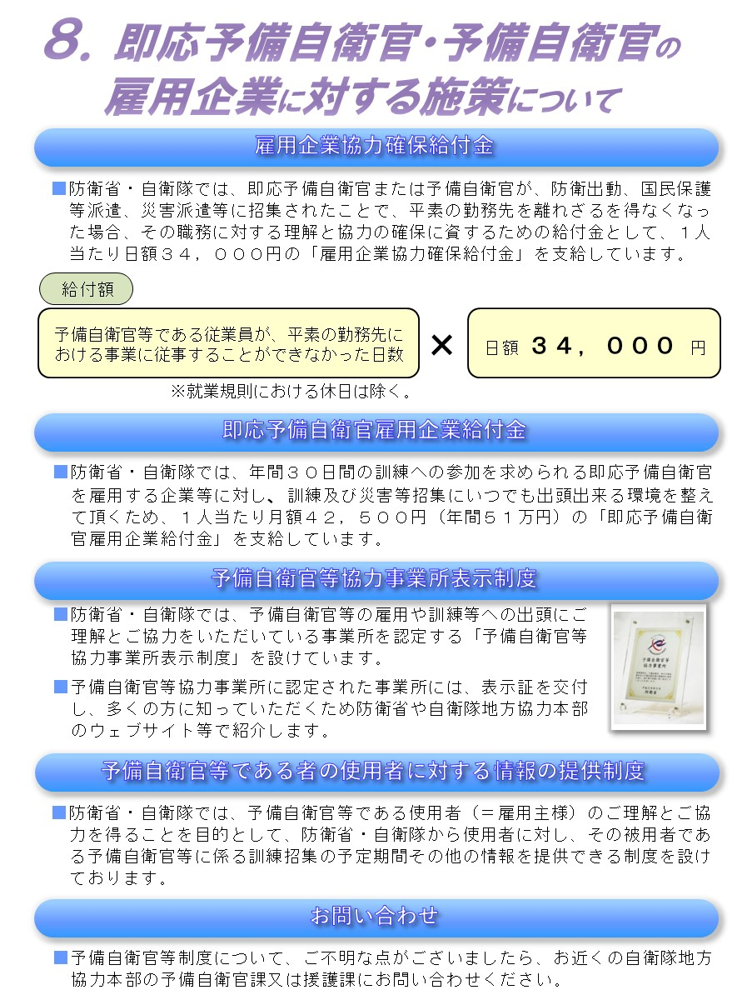 8. 即応予備自衛官・予備自衛官の
雇用企業に対する施策について
雇用企業協力確保給付金
■防衛省・自衛隊では、即応予備自衛官または予備自衛官が、防衛出動、国民保護
等派遣、災害派遣等に招集されたことで、平素の勤務先を離れざるを得なくなっ
た場合、その職務に対する理解と協力の確保に資するための給付金として、1人
当たり日額34，000円の「雇用企業協力確保給付金」を支給しています。
給付額
予備自衛官等である従業員が、平素の勤務先に
おける事業に従事することができなかった日数
×
日額 34，000 円
※就業規則における休日は除く。
即応予備自衛官雇用企業給付金
■防衛省・自衛隊では、年間30日間の訓練への参加を求められる即応予備自衛官
を雇用する企業等に対し、訓練及び災害等招集にいつでも出頭出来る環境を整え
て頂くため、1人当たり月額42，500円（年間51万円）の「即応予備自衛
官雇用企業給付金」を支給しています。
予備自衛官等協力事業所表示制度
■防衛省・自衛隊では、予備自衛官等の雇用や訓練等への出頭にご
理解とご協力をいただいている事業所を認定する「予備自衛官等
協力事業所表示制度」を設けています。
■予備自衛官等協力事業所に認定された事業所には、表示証を交付
し、多くの方に知っていただくため防衛省や自衛隊地方協力本部
のウェブサイト等で紹介します。
予備自衛官等
協力事業所
防衛省
予備自衛官等である者の使用者に対する情報の提供制度
■防衛省・自衛隊では、予備自衛官等である使用者（＝雇用主様）のご理解とご協
力を得ることを目的として、防衛省・自衛隊から使用者に対し、その被用者であ
る予備自衛官等に係る訓練招集の予定期間その他の情報を提供できる制度を設け
ております。
お問い合わせ
■予備自衛官等制度について、ご不明な点がございましたら、お近くの自衛隊地方
協力本部の予備自衛官課又は援護課にお問い合わせください。